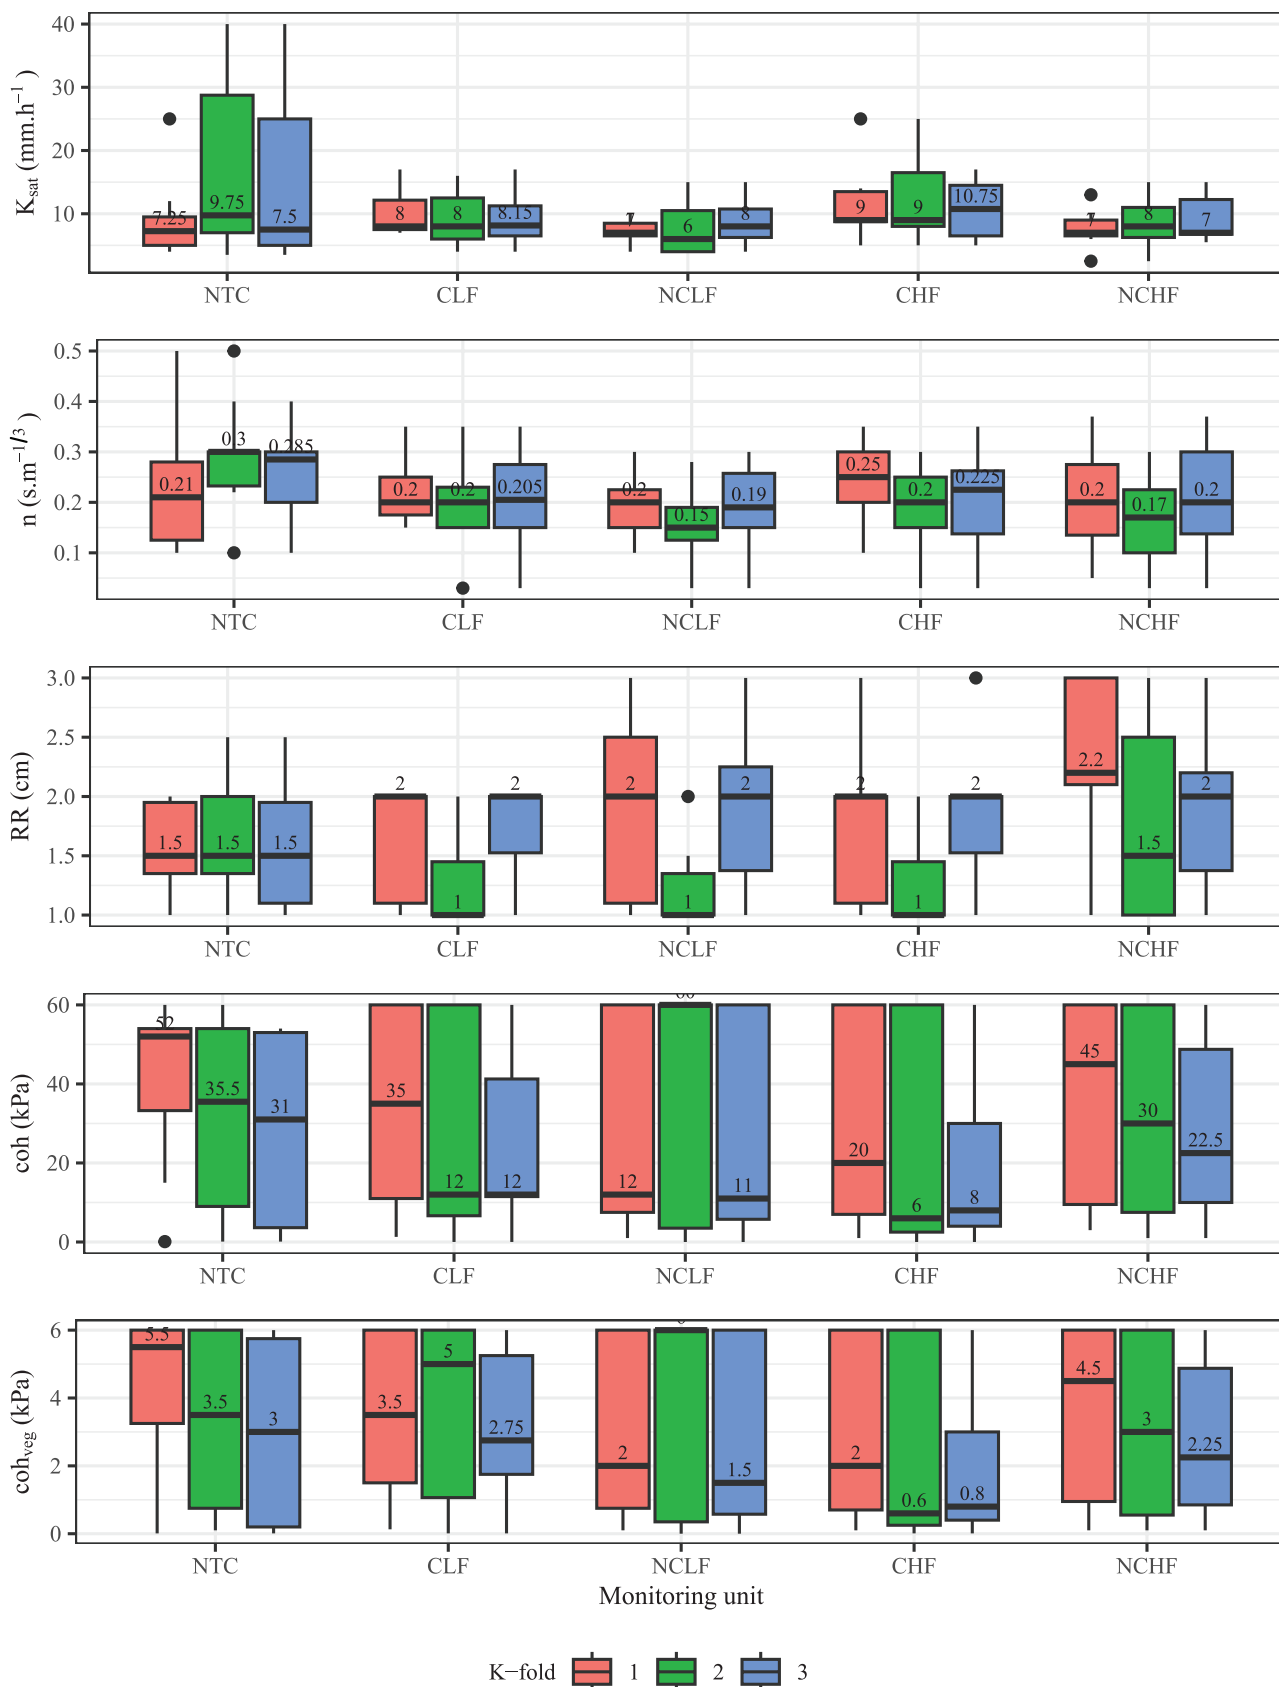 40
30
20
10
K_sat (mm.h⁻¹)
7.25 9.75 7.5 8 8 8.15 7 6 8 9 9 10.75 7 8 7
NTC CLF NCLF CHF NCHF
0.5
0.4
0.3
0.2
0.1
n (s.m⁻¹/³)
0.21 0.3 0.285 0.2 0.2 0.205 0.2 0.15 0.19 0.25 0.2 0.225 0.2 0.17 0.2
NTC CLF NCLF CHF NCHF
3.0
2.5
2.0
1.5
1.0
RR (cm)
1.5 1.5 1.5 2 1 2 2 1 2 2 1 2 2.2 1.5 2
NTC CLF NCLF CHF NCHF
60
40
20
0
coh (kPa)
52 35.5 31 35 12 12 12 60 11 20 6 8 45 30 22.5
NTC CLF NCLF CHF NCHF
6
4
2
0
coh_veg (kPa)
5.5 3.5 3 3.5 5 2.75 2 6 1.5 2 0.6 0.8 4.5 3 2.25
NTC CLF NCLF CHF NCHF
Monitoring unit
K−fold 1 2 3